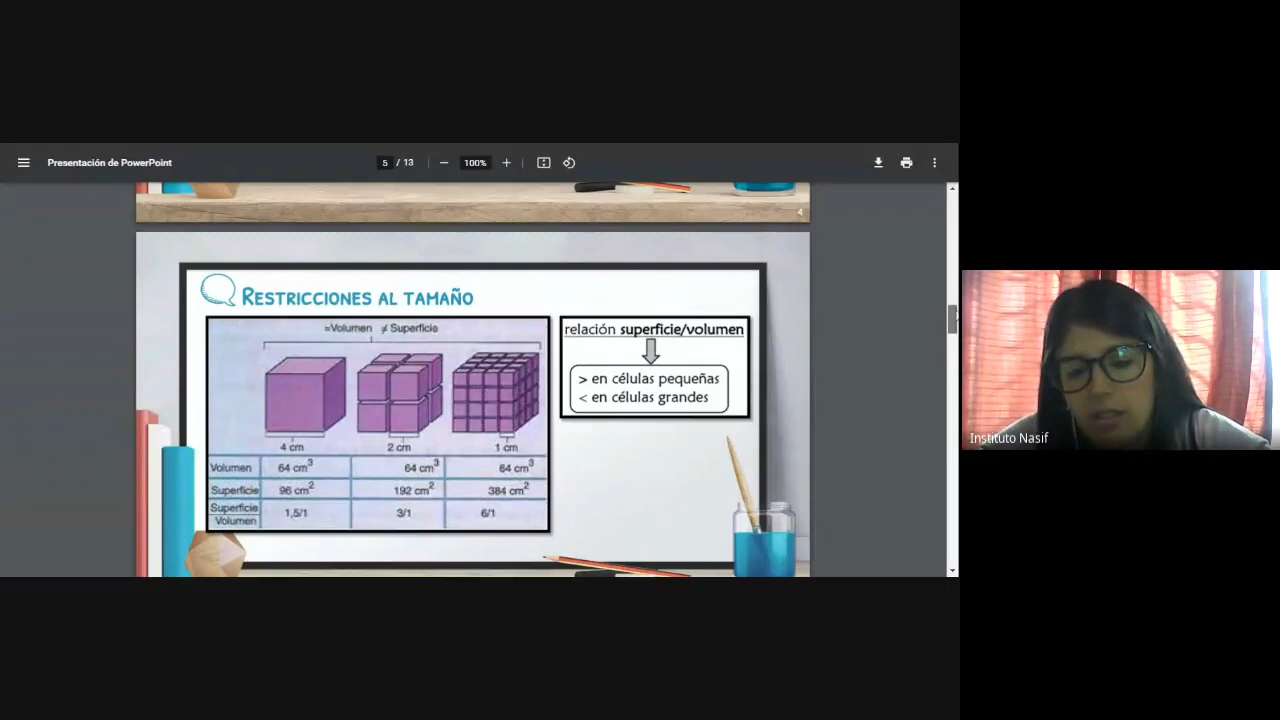 Presentación de PowerPoint
5 / 13
100%
4
RESTRICCIONES AL TAMAÑO
=Volumen ≠ Superficie
4 cm 2 cm 1 cm
Volumen 64 cm³ 64 cm³ 64 cm³
Superficie 96 cm² 192 cm² 384 cm²
Superficie
Volumen 1,5/1 3/1 6/1
relación superficie/volumen
> en células pequeñas
< en células grandes
Instituto Nasif